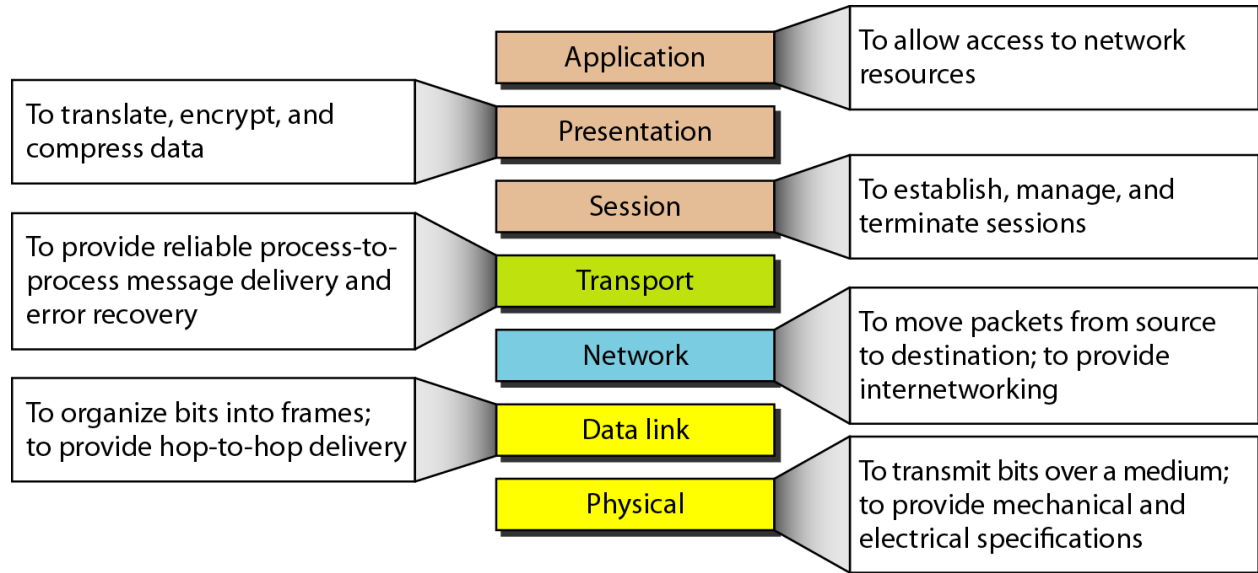 Application
To allow access to network
resources
To translate, encrypt, and
compress data
Presentation
Session
To establish, manage, and
terminate sessions
To provide reliable process-to-
process message delivery and
error recovery
Transport
Network
To move packets from source
to destination; to provide
internetworking
To organize bits into frames;
to provide hop-to-hop delivery
Data link
Physical
To transmit bits over a medium;
to provide mechanical and
electrical specifications